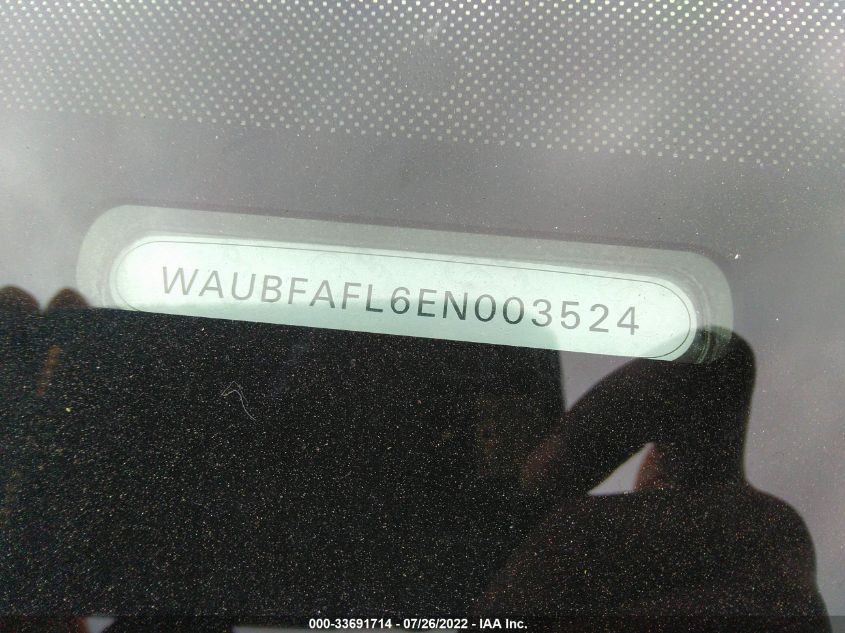 WAUBFAFL6EN003524
000-33691714 - 07/26/2022 - IAA Inc.